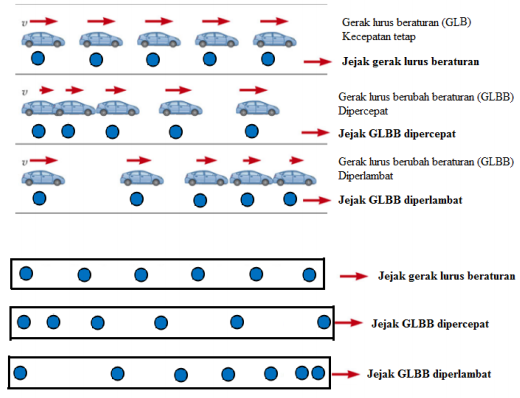 v
Gerak lurus beraturan (GLB)
Kecepatan tetap
Jejak gerak lurus beraturan
v
Gerak lurus berubah beraturan (GLBB)
Dipercepat
Jejak GLBB dipercepat
v
Gerak lurus berubah beraturan (GLBB)
Diperlambat
Jejak GLBB diperlambat
Jejak gerak lurus beraturan
Jejak GLBB dipercepat
Jejak GLBB diperlambat